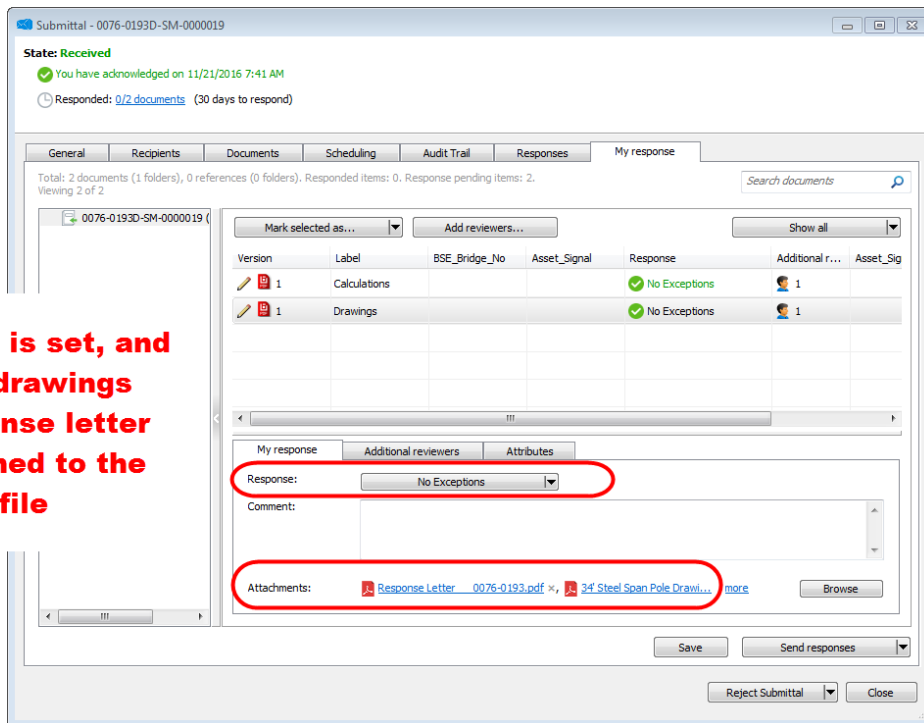 Submittal - 0076-0193D-SM-0000019
State: Received
You have acknowledged on 11/21/2016 7:41 AM
Responded: 0/2 documents (30 days to respond)
General Recipients Documents Scheduling Audit Trail Responses My response
Total: 2 documents (1 folders), 0 references (0 folders). Responded items: 0. Response pending items: 2.
Viewing 2 of 2
Search documents
0076-0193D-SM-0000019 (
Mark selected as... Add reviewers... Show all
Version Label BSE_Bridge_No Asset_Signal Response Additional r... Asset_Sig
1 Calculations No Exceptions 1
1 Drawings No Exceptions 1
is set, and
drawings
nse letter
ned to the
file
My response Additional reviewers Attributes
Response: No Exceptions
Comment:
Attachments: Response Letter 0076-0193.pdf ×, 34' Steel Span Pole Drawi... more Browse
Save Send responses
Reject Submittal Close